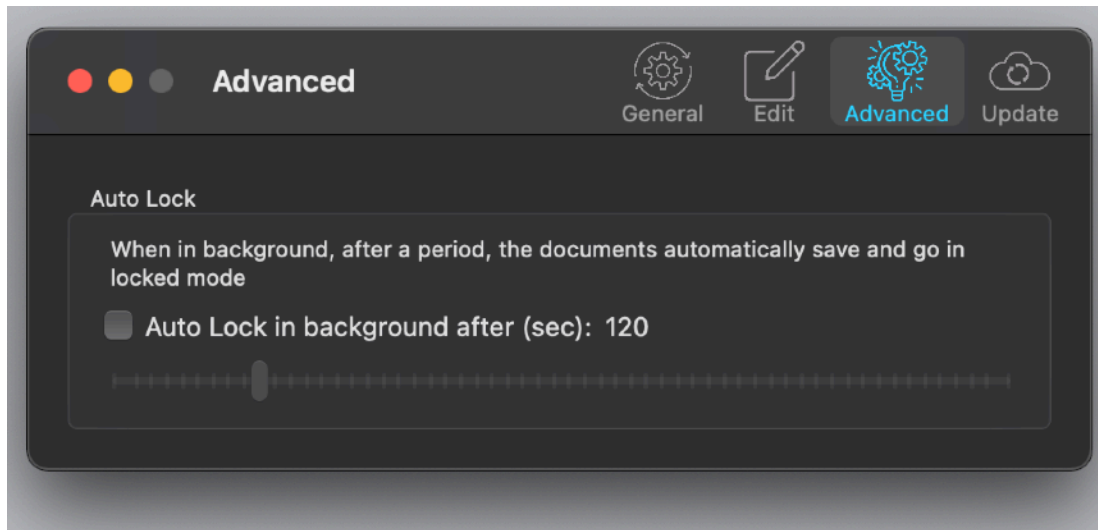 Advanced
General Edit Advanced Update
Auto Lock
When in background, after a period, the documents automatically save and go in
locked mode
Auto Lock in background after (sec): 120